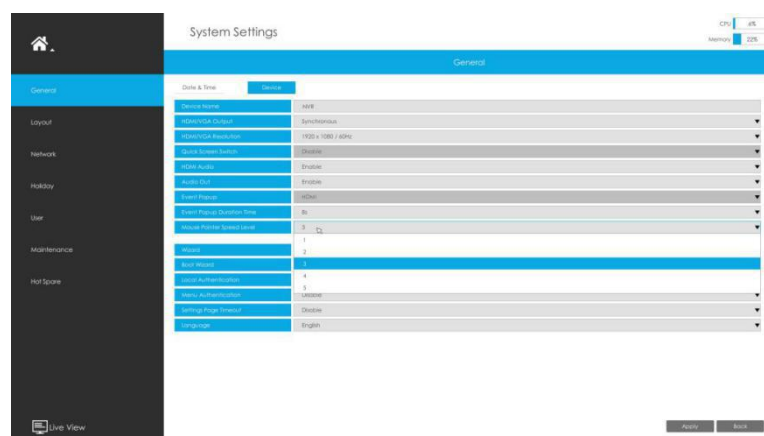 System Settings
CPU 6%
Memory 22%
General
General
Layout
Network
Holiday
User
Maintenance
Hot Spare
Live View
Date & Time Device
Device Name NVR
HDMI/VGA Output Synchronous
HDMI/VGA Resolution 1920 x 1080 / 60Hz
Quick Screen Switch Disable
HDMI Audio Enable
Audio Out Enable
Event Popup HDMI
Event Popup Duration Time 8s
Mouse Pointer Speed Level 3
1
Wizard 2
Boot Wizard 3
Local Authentication 4
5
Menu Authentication Disable
Settings Page Timeout Disable
Language English
Apply Back